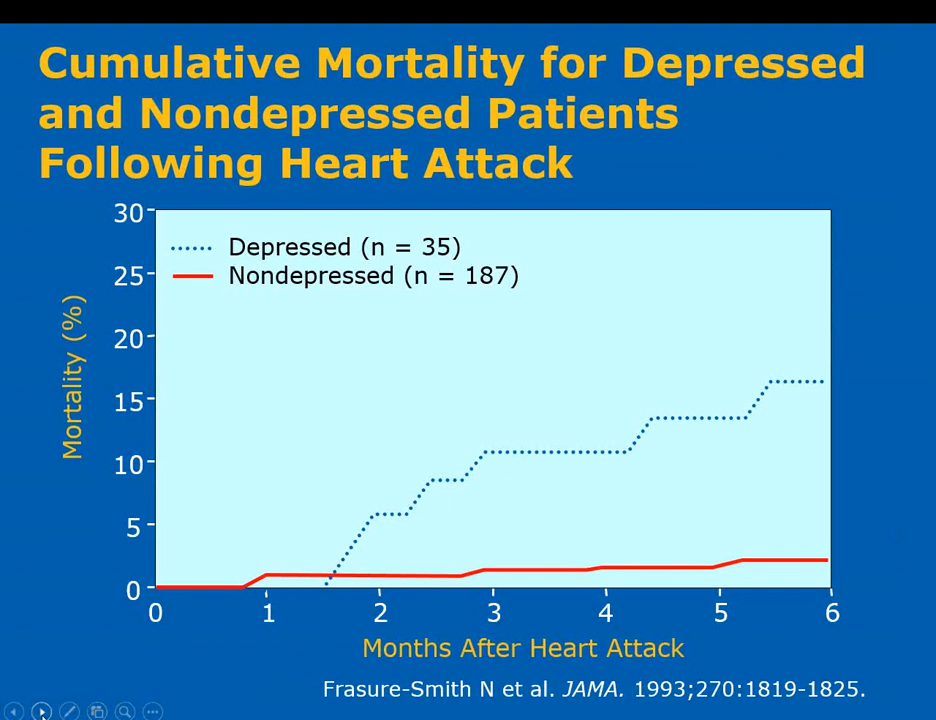 Cumulative Mortality for Depressed
and Nondepressed Patients
Following Heart Attack
30
Depressed (n = 35)
Nondepressed (n = 187)
25
20
15
10
5
0
Mortality (%)
0 1 2 3 4 5 6
Months After Heart Attack
Frasure-Smith N et al. JAMA. 1993;270:1819-1825.